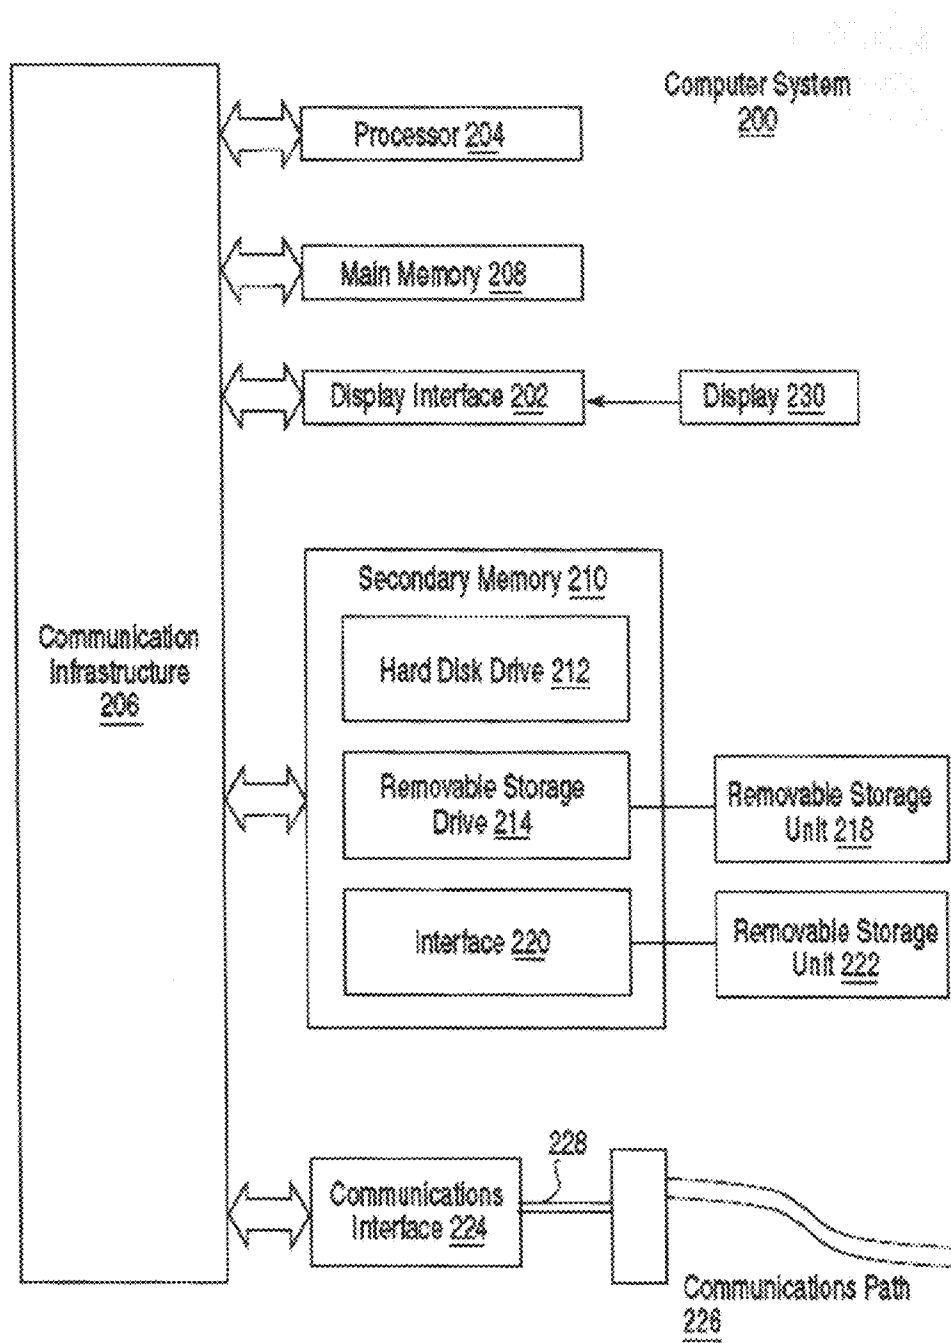 Computer System
200
Processor 204
Main Memory 208
Display Interface 202
Display 230
Secondary Memory 210
Hard Disk Drive 212
Communication
Infrastructure
206
Removable Storage
Drive 214
Removable Storage
Unit 218
Interface 220
Removable Storage
Unit 222
228
Communications
Interface 224
Communications Path
226